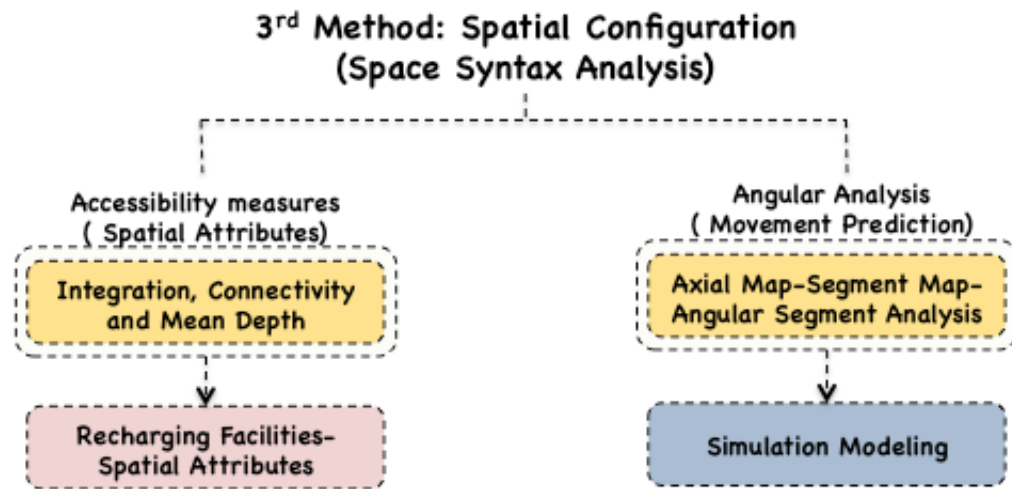 3rd Method: Spatial Configuration
(Space Syntax Analysis)
Accessibility measures
( Spatial Attributes)
Integration, Connectivity
and Mean Depth
Recharging Facilities-
Spatial Attributes
Angular Analysis
( Movement Prediction)
Axial Map-Segment Map-
Angular Segment Analysis
Simulation Modeling